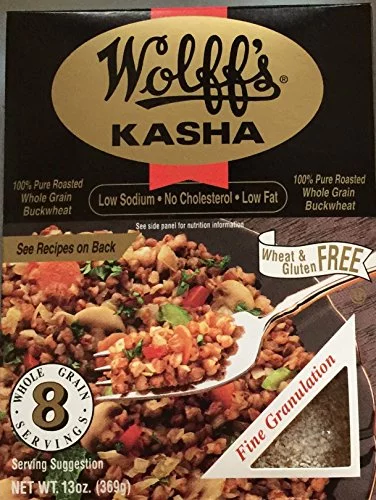 Wolff's®
KASHA
100% Pure Roasted
Whole Grain
Buckwheat
Low Sodium • No Cholesterol • Low Fat
100% Pure Roasted
Whole Grain
Buckwheat
See side panel for nutrition information
See Recipes on Back
Wheat &
Gluten FREE
WHOLE GRAIN
8
SERVINGS
Fine Granulation
Serving Suggestion
NET WT. 13oz. (369g)